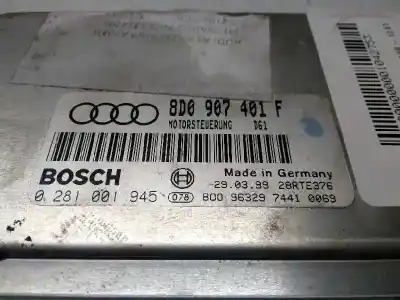 8D0 907 401 F
MOTORSTEUERUNG D61
BOSCH
Made in Germany
29.03.99 28RTE376
0 281 001 945 078 8D0 96329 7441 0069